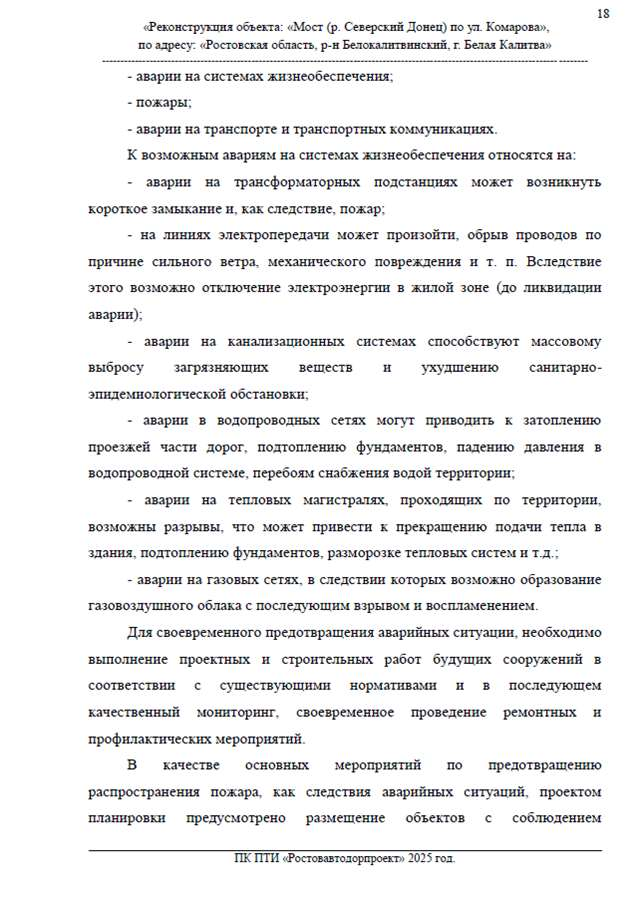 18
«Реконструкция объекта: «Мост (р. Северский Донец) по ул. Комарова»,
по адресу: «Ростовская область, р-н Белокалитвинский, г. Белая Калитва»
- аварии на системах жизнеобеспечения;
- пожары;
- аварии на транспорте и транспортных коммуникациях.
К возможным авариям на системах жизнеобеспечения относятся на:
- аварии на трансформаторных подстанциях может возникнуть
короткое замыкание и, как следствие, пожар;
- на линиях электропередачи может произойти, обрыв проводов по
причине сильного ветра, механического повреждения и т. п. Вследствие
этого возможно отключение электроэнергии в жилой зоне (до ликвидации
аварии);
- аварии на канализационных системах способствуют массовому
выбросу загрязняющих веществ и ухудшению санитарно-
эпидемиологической обстановки;
- аварии в водопроводных сетях могут приводить к затоплению
проезжей части дорог, подтоплению фундаментов, падению давления в
водопроводной системе, перебоям снабжения водой территории;
- аварии на тепловых магистралях, проходящих по территории,
возможны разрывы, что может привести к прекращению подачи тепла в
здания, подтоплению фундаментов, разморозке тепловых систем и т.д.;
- аварии на газовых сетях, в следствии которых возможно образование
газовоздушного облака с последующим взрывом и воспламенением.
Для своевременного предотвращения аварийных ситуации, необходимо
выполнение проектных и строительных работ будущих сооружений в
соответствии с существующими нормативами и в последующем
качественный мониторинг, своевременное проведение ремонтных и
профилактических мероприятий.
В качестве основных мероприятий по предотвращению
распространения пожара, как следствия аварийных ситуаций, проектом
планировки предусмотрено размещение объектов с соблюдением
ПК ПТИ «Ростовавтодорпроект» 2025 год.